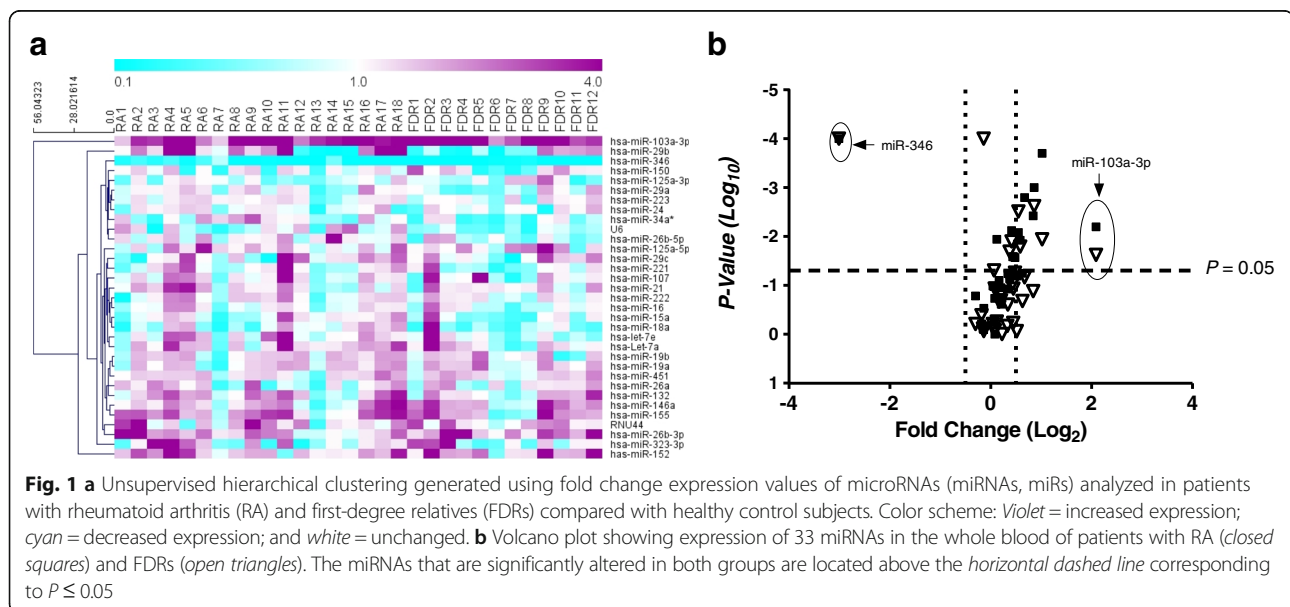 a
0.1 1.0 4.0
56.04323
28.021614
0.0
RA1
RA2
RA3
RA4
RA5
RA6
RA7
RA8
RA9
RA10
RA11
RA12
RA13
RA14
RA15
RA16
RA17
RA18
FDR1
FDR2
FDR3
FDR4
FDR5
FDR6
FDR7
FDR8
FDR9
FDR10
FDR11
FDR12
hsa-miR-103a-3p
hsa-miR-29b
hsa-miR-346
hsa-miR-150
hsa-miR-125a-3p
hsa-miR-29a
hsa-miR-223
hsa-miR-24
hsa-miR-34a*
U6
hsa-miR-26b-5p
hsa-miR-125a-5p
hsa-miR-29c
hsa-miR-221
hsa-miR-107
hsa-miR-21
hsa-miR-222
hsa-miR-16
hsa-miR-15a
hsa-miR-18a
hsa-let-7e
hsa-Let-7a
hsa-miR-19b
hsa-miR-19a
hsa-miR-451
hsa-miR-26a
hsa-miR-132
hsa-miR-146a
hsa-miR-155
RNU44
hsa-miR-26b-3p
hsa-miR-323-3p
has-miR-152
b
P-Value (Log10)
-5
-4
-3
-2
-1
0
1
miR-346
miR-103a-3p
P = 0.05
-4 -2 0 2 4
Fold Change (Log2)
Fig. 1 a Unsupervised hierarchical clustering generated using fold change expression values of microRNAs (miRNAs, miRs) analyzed in patients
with rheumatoid arthritis (RA) and first-degree relatives (FDRs) compared with healthy control subjects. Color scheme: Violet = increased expression;
cyan = decreased expression; and white = unchanged. b Volcano plot showing expression of 33 miRNAs in the whole blood of patients with RA (closed
squares) and FDRs (open triangles). The miRNAs that are significantly altered in both groups are located above the horizontal dashed line corresponding
to P ≤ 0.05